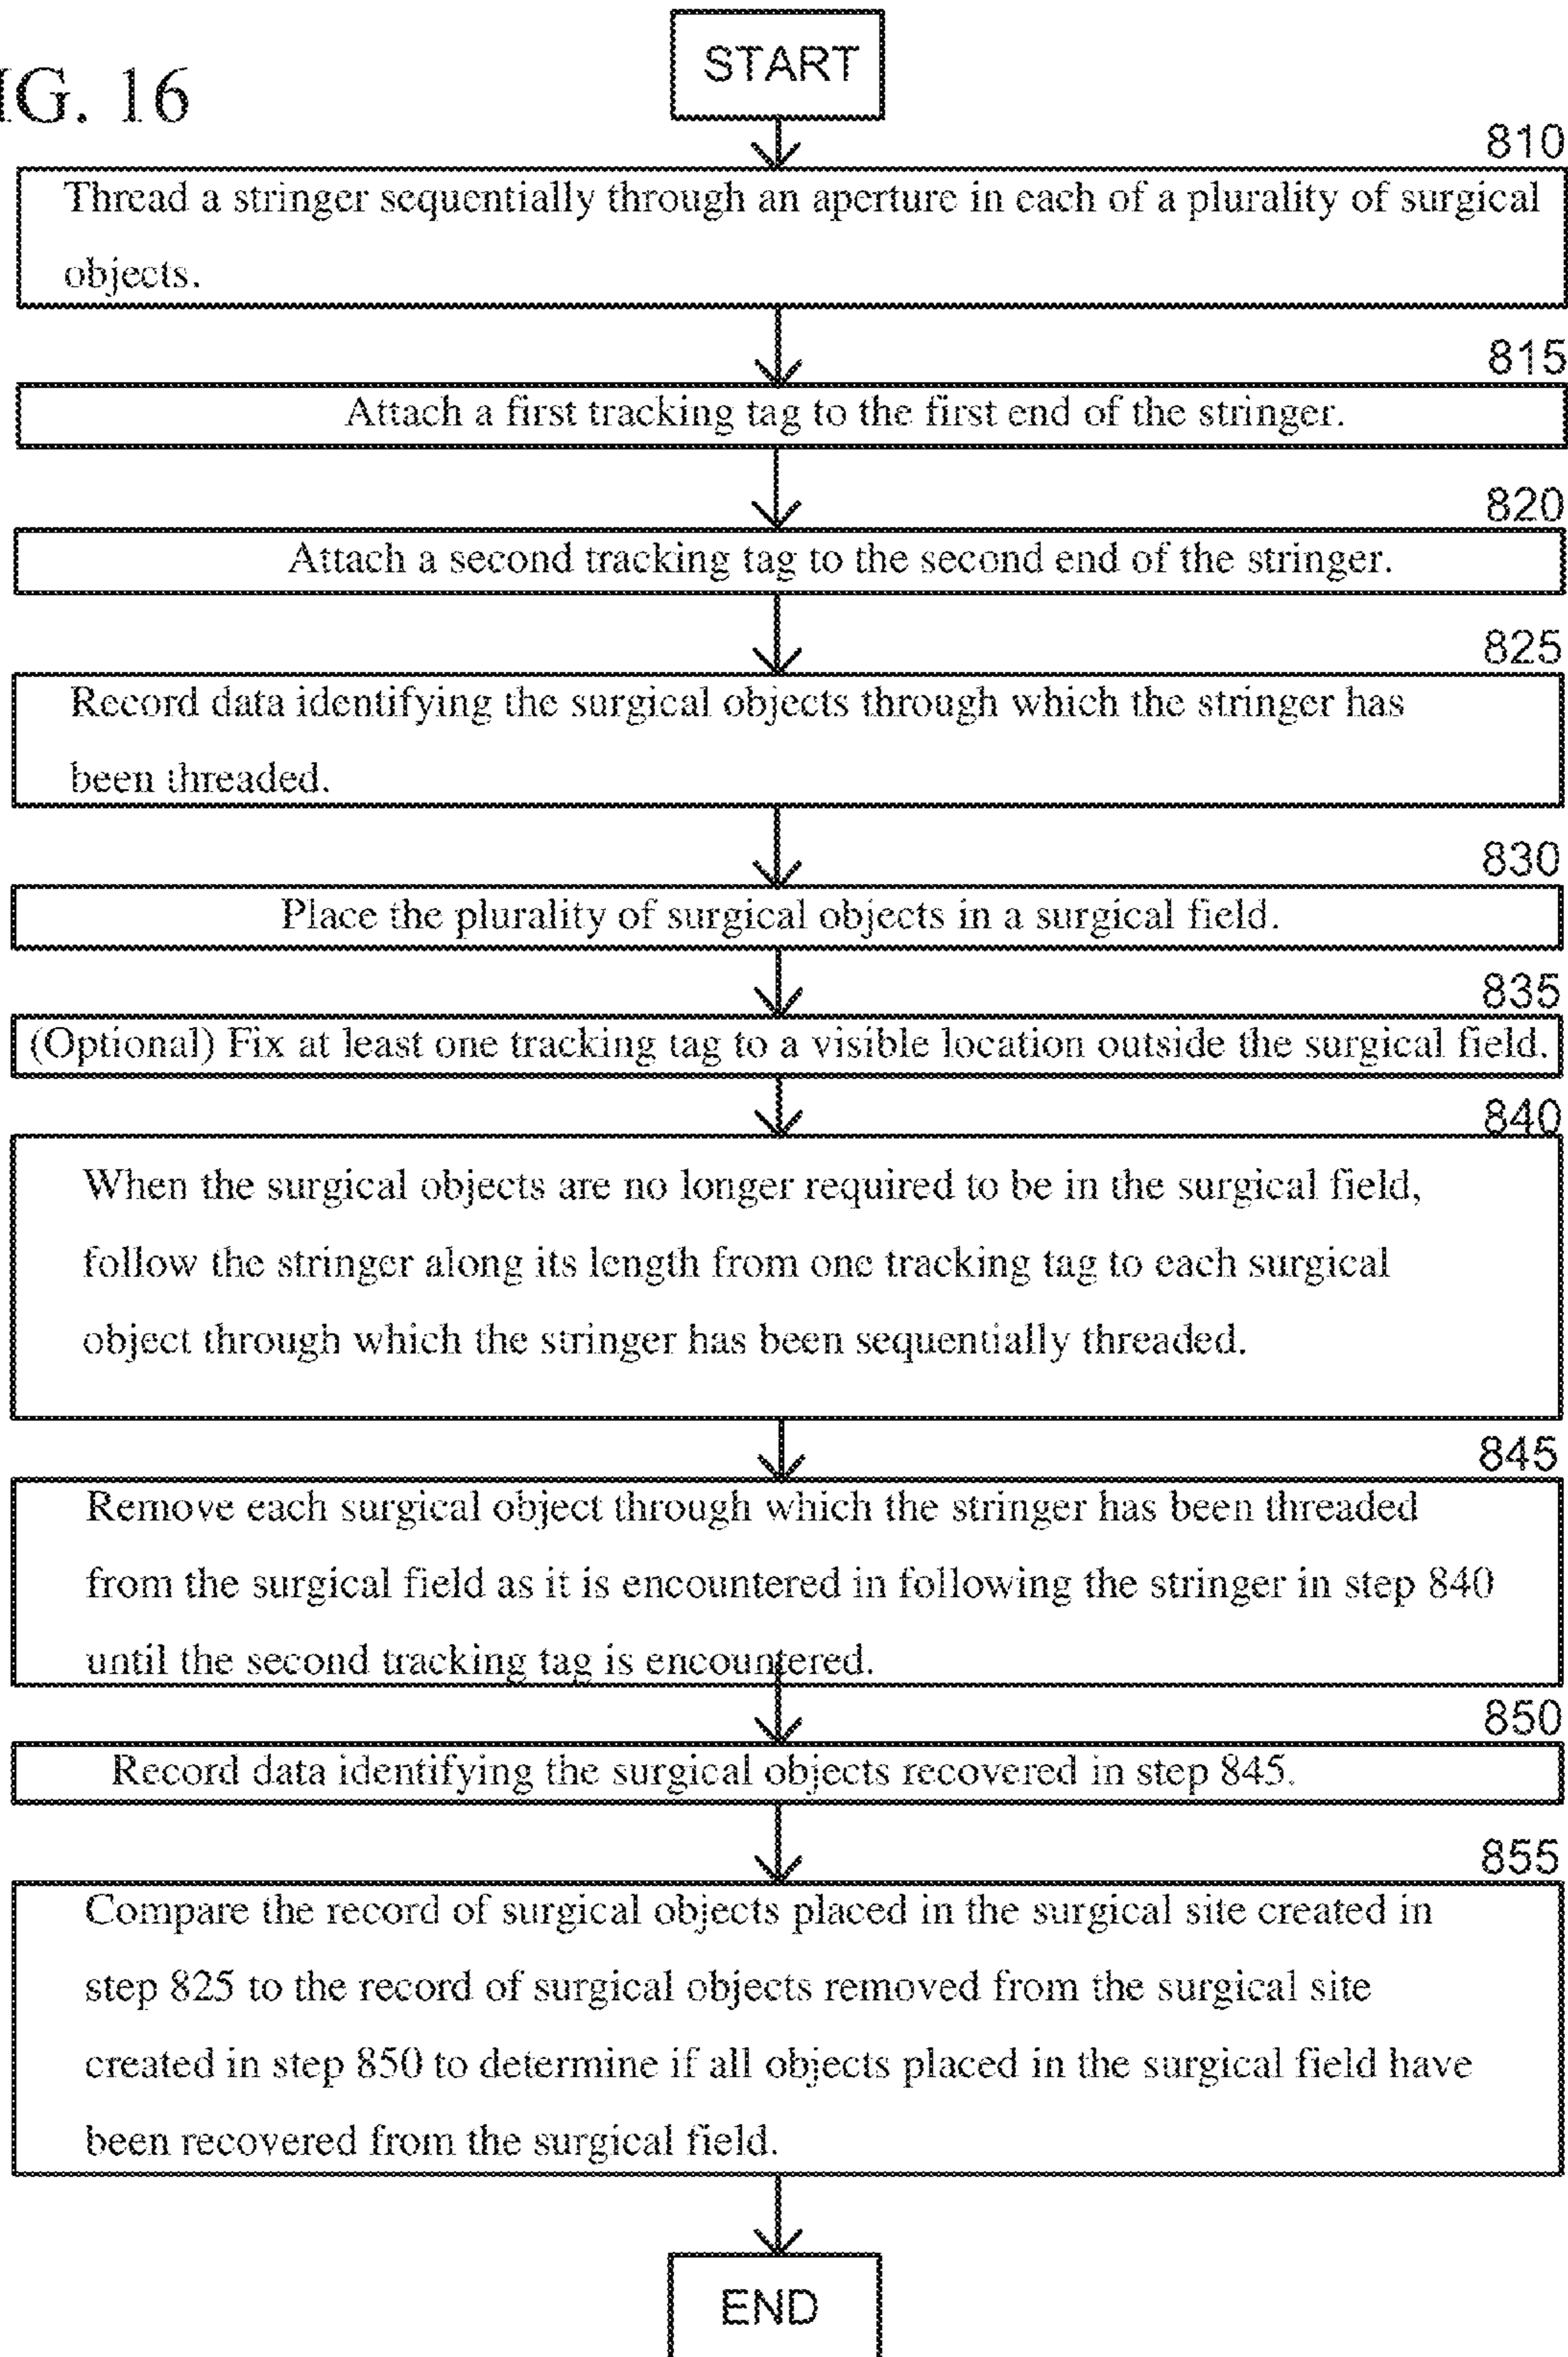 IG. 16
START
810
Thread a stringer sequentially through an aperture in each of a plurality of surgical
objects.
815
Attach a first tracking tag to the first end of the stringer.
820
Attach a second tracking tag to the second end of the stringer.
825
Record data identifying the surgical objects through which the stringer has
been threaded.
830
Place the plurality of surgical objects in a surgical field.
835
(Optional) Fix at least one tracking tag to a visible location outside the surgical field.
840
When the surgical objects are no longer required to be in the surgical field,
follow the stringer along its length from one tracking tag to each surgical
object through which the stringer has been sequentially threaded.
845
Remove each surgical object through which the stringer has been threaded
from the surgical field as it is encountered in following the stringer in step 840
until the second tracking tag is encountered.
850
Record data identifying the surgical objects recovered in step 845.
855
Compare the record of surgical objects placed in the surgical site created in
step 825 to the record of surgical objects removed from the surgical site
created in step 850 to determine if all objects placed in the surgical field have
been recovered from the surgical field.
END